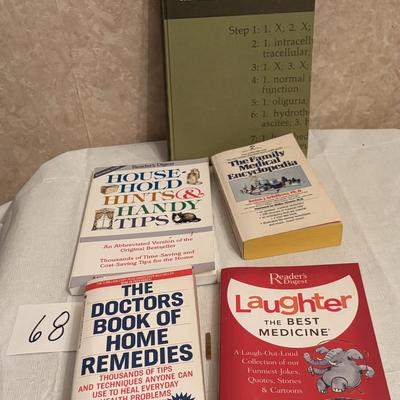 Step 1: 1. X; 2. X;
2: 1. intracellu
3: 1. X; 3. X;
4: 1. normal
function
5: 1. oliguria,
6: 1. hydroth
ascites; 3. h
Reader's Digest
HOUSE-
HOLD
HINTS &
HANDY
TIPS
An Abbreviated Version of the
Original Bestseller
Thousands of Time-Saving and
Cost-Saving Tips for the Home
The Family
Medical
Encyclopedia
68
THE
DOCTORS
BOOK OF
HOME
REMEDIES
THOUSANDS OF TIPS
AND TECHNIQUES ANYONE CAN
USE TO HEAL EVERYDAY
HEALTH PROBLEMS
Reader's
Digest
Laughter
THE BEST
MEDICINE
A Laugh-Out-Loud
Collection of our
Funniest Jokes,
Quotes, Stories
& Cartoons